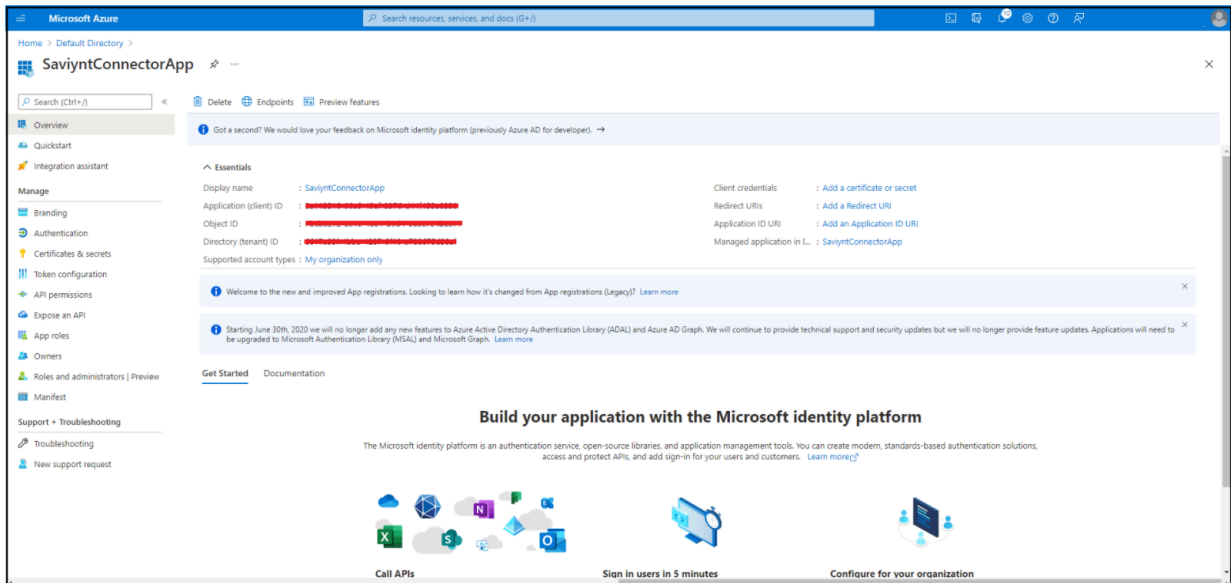 Microsoft Azure
Search resources, services, and docs (G+/)
Home > Default Directory >
SaviyntConnectorApp
Search (Ctrl+/)
Overview
Quickstart
Integration assistant
Manage
Branding
Authentication
Certificates & secrets
Token configuration
API permissions
Expose an API
App roles
Owners
Roles and administrators | Preview
Manifest
Support + Troubleshooting
Troubleshooting
New support request
Delete Endpoints Preview features
Got a second? We would love your feedback on Microsoft identity platform (previously Azure AD for developer). →
Essentials
Display name : SaviyntConnectorApp
Application (client) ID :
Object ID :
Directory (tenant) ID :
Supported account types : My organization only
Client credentials : Add a certificate or secret
Redirect URIs : Add a Redirect URI
Application ID URI : Add an Application ID URI
Managed application in l... : SaviyntConnectorApp
Welcome to the new and improved App registrations. Looking to learn how it's changed from App registrations (Legacy)? Learn more
Starting June 30th, 2020 we will no longer add any new features to Azure Active Directory Authentication Library (ADAL) and Azure AD Graph. We will continue to provide technical support and security updates but we will no longer provide feature updates. Applications will need to
be upgraded to Microsoft Authentication Library (MSAL) and Microsoft Graph. Learn more
Get Started Documentation
Build your application with the Microsoft identity platform
The Microsoft identity platform is an authentication service, open-source libraries, and application management tools. You can create modern, standards-based authentication solutions,
access and protect APIs, and add sign-in for your users and customers. Learn more
Call APIs Sign in users in 5 minutes Configure for your organization